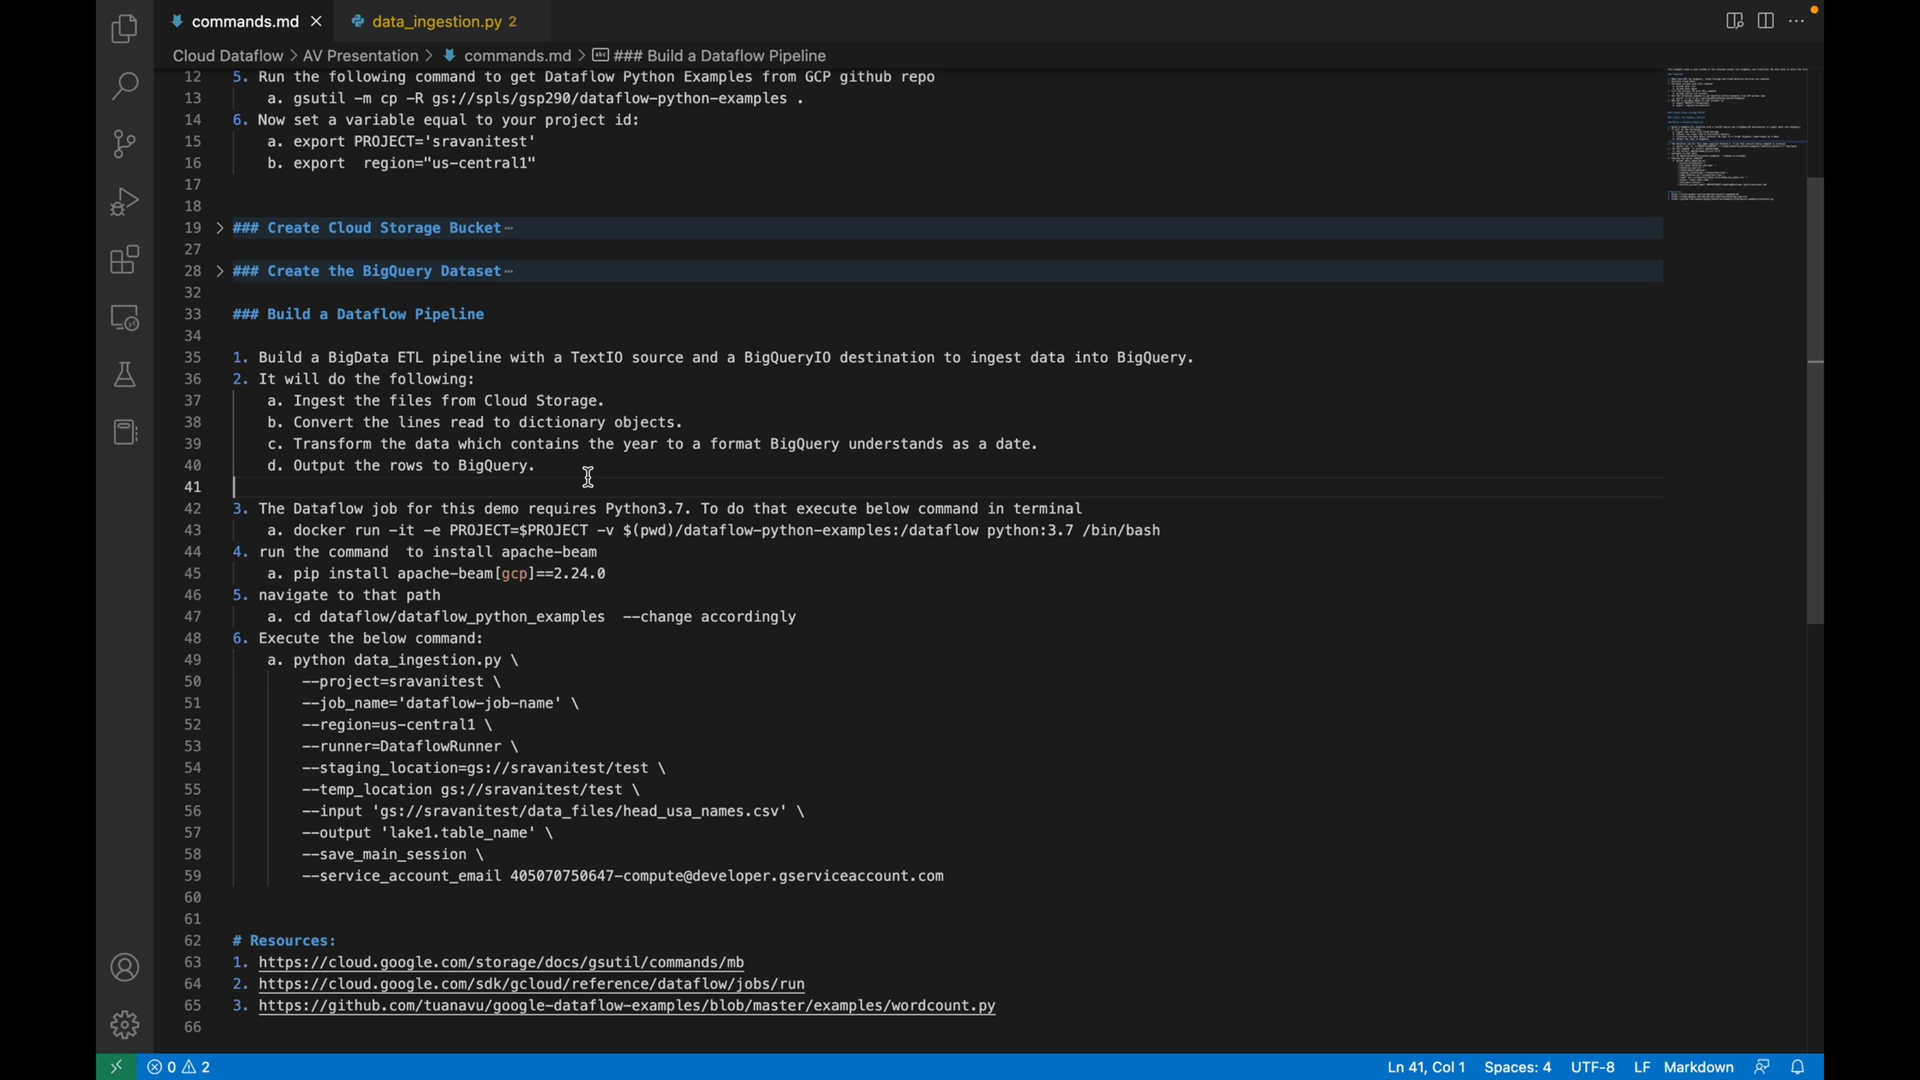 commands.md
data_ingestion.py 2
Cloud Dataflow > AV Presentation > commands.md > ### Build a Dataflow Pipeline
12 5. Run the following command to get Dataflow Python Examples from GCP github repo
13 a. gsutil -m cp -R gs://spls/gsp290/dataflow-python-examples .
14 6. Now set a variable equal to your project id:
15 a. export PROJECT='sravanitest'
16 b. export  region="us-central1"
17
18
19 ### Create Cloud Storage Bucket
27
28 ### Create the BigQuery Dataset
32
33 ### Build a Dataflow Pipeline
34
35 1. Build a BigData ETL pipeline with a TextIO source and a BigQueryIO destination to ingest data into BigQuery.
36 2. It will do the following:
37 a. Ingest the files from Cloud Storage.
38 b. Convert the lines read to dictionary objects.
39 c. Transform the data which contains the year to a format BigQuery understands as a date.
40 d. Output the rows to BigQuery.
41
42 3. The Dataflow job for this demo requires Python3.7. To do that execute below command in terminal
43 a. docker run -it -e PROJECT=$PROJECT -v $(pwd)/dataflow-python-examples:/dataflow python:3.7 /bin/bash
44 4. run the command  to install apache-beam
45 a. pip install apache-beam[gcp]==2.24.0
46 5. navigate to that path
47 a. cd dataflow/dataflow_python_examples  --change accordingly
48 6. Execute the below command:
49 a. python data_ingestion.py \
50 --project=sravanitest \
51 --job_name='dataflow-job-name' \
52 --region=us-central1 \
53 --runner=DataflowRunner \
54 --staging_location=gs://sravanitest/test \
55 --temp_location gs://sravanitest/test \
56 --input 'gs://sravanitest/data_files/head_usa_names.csv' \
57 --output 'lake1.table_name' \
58 --save_main_session \
59 --service_account_email 405070750647-compute@developer.gserviceaccount.com
60
61
62 # Resources:
63 1. https://cloud.google.com/storage/docs/gsutil/commands/mb
64 2. https://cloud.google.com/sdk/gcloud/reference/dataflow/jobs/run
65 3. https://github.com/tuanavu/google-dataflow-examples/blob/master/examples/wordcount.py
66
0 2 Ln 41, Col 1 Spaces: 4 UTF-8 LF Markdown